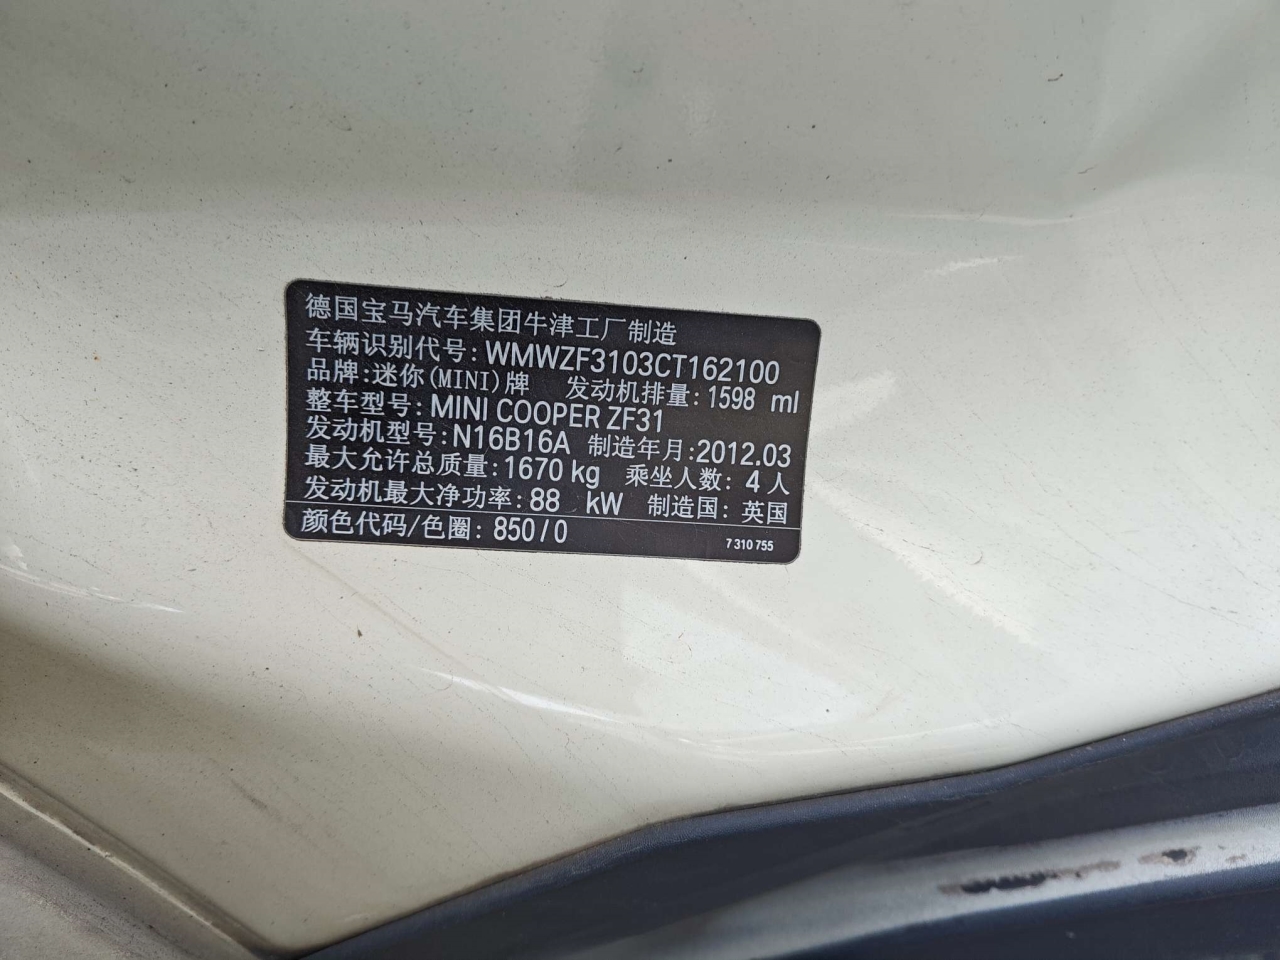 德国宝马汽车集团牛津工厂制造
车辆识别代号: WMWZF3103CT162100
品牌:迷你(MINI)牌 发动机排量: 1598 ml
整车型号: MINI COOPER ZF31
发动机型号: N16B16A 制造年月:2012.03
最大允许总质量: 1670 kg 乘坐人数: 4 人
发动机最大净功率: 88 kW 制造国: 英国
颜色代码/色圈: 850/0 7 310 755